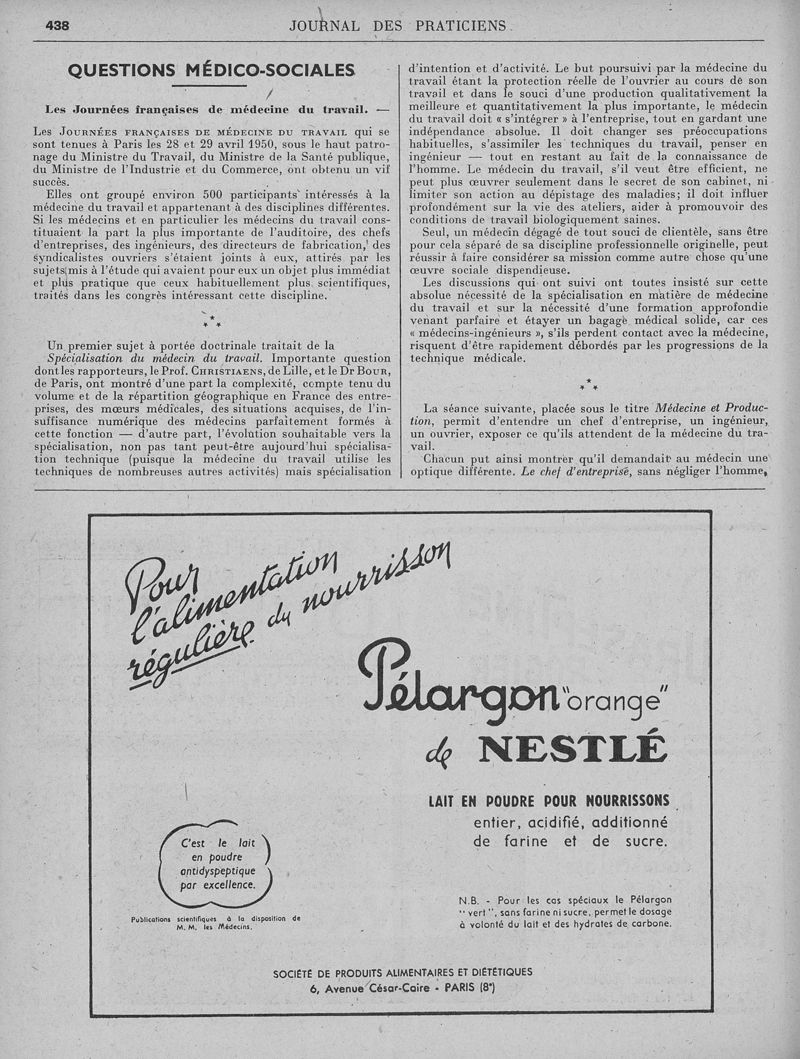 438
JOURNAL DES PRATICIENS
QUESTIONS MÉDICO-SOCIALES
Les Journées françaises de médecine du travail. —
Les Journées françaises de médecine du travail qui se
sont tenues à Paris les 28 et 29 avril 1950, sous le haut patro-
nage du Ministre du Travail, du Ministre de la Santé publique,
du Ministre de l'Industrie et du Commerce, ont obtenu un vif
succès.
Elles ont groupé environ 500 participants intéressés à la
médecine du travail et appartenant à des disciplines différentes.
Si les médecins et en particulier les médecins du travail cons-
tituaient la part la plus importante de l'auditoire, des chefs
d'entreprises, des ingénieurs, des directeurs de fabrication, des
syndicalistes ouvriers s'étaient joints à eux, attirés par les
sujets mis à l'étude qui avaient pour eux un objet plus immédiat
et plus pratique que ceux habituellement plus scientifiques,
traités dans les congrès intéressant cette discipline.
* * *
Un premier sujet à portée doctrinale traitait de la
Spécialisation du médecin du travail. Importante question
dont les rapporteurs, le Prof. Christiaens, de Lille, et le Dr Bour,
de Paris, ont montré d'une part la complexité, compte tenu du
volume et de la répartition géographique en France des entre-
prises, des mœurs médicales, des situations acquises, de l'in-
suffisance numérique des médecins parfaitement formés à
cette fonction — d'autre part, l'évolution souhaitable vers la
spécialisation, non pas tant peut-être aujourd'hui spécialisa-
tion technique (puisque la médecine du travail utilise les
techniques de nombreuses autres activités) mais spécialisation
d'intention et d'activité. Le but poursuivi par la médecine du
travail étant la protection réelle de l'ouvrier au cours de son
travail et dans le souci d'une production qualitativement la
meilleure et quantitativement la plus importante, le médecin
du travail doit « s'intégrer » à l'entreprise, tout en gardant une
indépendance absolue. Il doit changer ses préoccupations
habituelles, s'assimiler les techniques du travail, penser en
ingénieur — tout en restant au fait de la connaissance de
l'homme. Le médecin du travail, s'il veut être efficient, ne
peut plus œuvrer seulement dans le secret de son cabinet, ni
limiter son action au dépistage des maladies; il doit influer
profondément sur la vie des ateliers, aider à promouvoir des
conditions de travail biologiquement saines.
Seul, un médecin dégagé de tout souci de clientèle, sans être
pour cela séparé de sa discipline professionnelle originelle, peut
réussir à faire considérer sa mission comme autre chose qu'une
œuvre sociale dispendieuse.
Les discussions qui ont suivi ont toutes insisté sur cette
absolue nécessité de la spécialisation en matière de médecine
du travail et sur la nécessité d'une formation approfondie
venant parfaire et étayer un bagage médical solide, car ces
« médecins-ingénieurs », s'ils perdent contact avec la médecine,
risquent d'être rapidement débordés par les progressions de la
technique médicale.
* * *
La séance suivante, placée sous le titre Médecine et Produc-
tion, permit d'entendre un chef d'entreprise, un ingénieur,
un ouvrier, exposer ce qu'ils attendent de la médecine du tra-
vail.
Chacun put ainsi montrer qu'il demandait au médecin une
optique différente. Le chef d'entreprise, sans négliger l'homme,
Pour
l'alimentation
régulière du nourrisson
Pélargon "orange"
de NESTLÉ
LAIT EN POUDRE POUR NOURRISSONS
entier, acidifié, additionné
de farine et de sucre.
C'est le lait
en poudre
antidyspeptique
par excellence.
Publications scientifiques à la disposition de
M. M. les Médecins.
N.B. - Pour les cas spéciaux le Pélargon
"vert", sans farine ni sucre, permet le dosage
à volonté du lait et des hydrates de carbone.
SOCIÉTÉ DE PRODUITS ALIMENTAIRES ET DIÉTÉTIQUES
6, Avenue César-Caire - PARIS (8e)